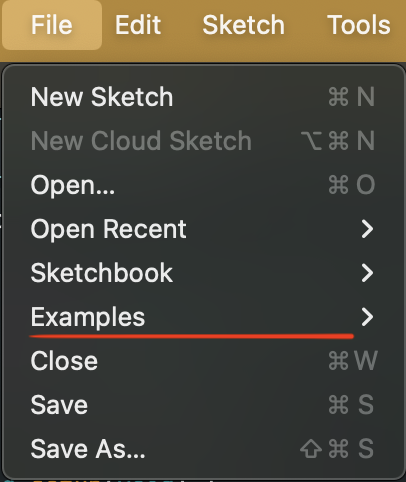 File Edit Sketch Tools
New Sketch ⌘ N
New Cloud Sketch ⌥ ⌘ N
Open... ⌘ O
Open Recent >
Sketchbook >
Examples >
Close ⌘ W
Save ⌘ S
Save As... ⇧ ⌘ S